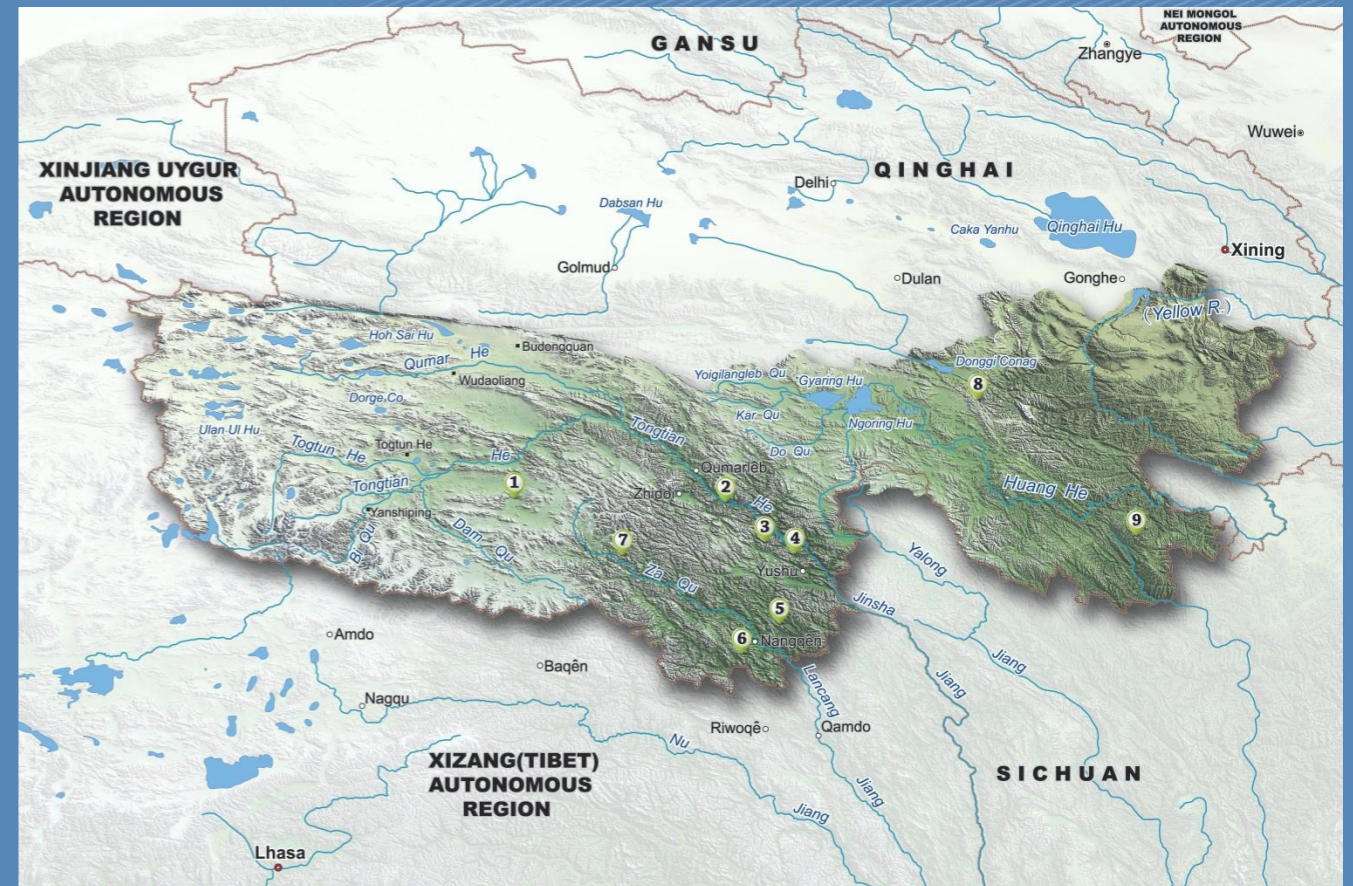 NEI MONGOL
AUTONOMOUS
REGION
GANSU
Zhangye
Wuwei
XINJIANG UYGUR
AUTONOMOUS
REGION
QINGHAI
Delhi
Dabsan Hu
Caka Yanhu
Qinghai Hu
Xining
Golmud
Dulan
Gonghe
(Yellow R.)
Hoh Sai Hu
Budongquan
Qumar He
Wudaoliang
Yoigilangleb Qu
Gyaring Hu
Donggi Conag
8
Dorge Co
Kar Qu
Ngoring Hu
Ulan Ul Hu
Togtun He
Togtun He
He
Tongtian
Do Qu
Qumarlêb
Tongtian
1
Zhidoi
2
He
Huang He
Yanshiping
Bi Qu
Dam Qu
7
3
4
9
Za Qu
Yushu
Yalong
Jinsha
5
6
Nangqên
Amdo
Baqên
Lancang
Jiang
Jiang
Nagqu
Riwoqê
Qamdo
Nu
XIZANG(TIBET)
AUTONOMOUS
REGION
Jiang
Jiang
SICHUAN
Lhasa